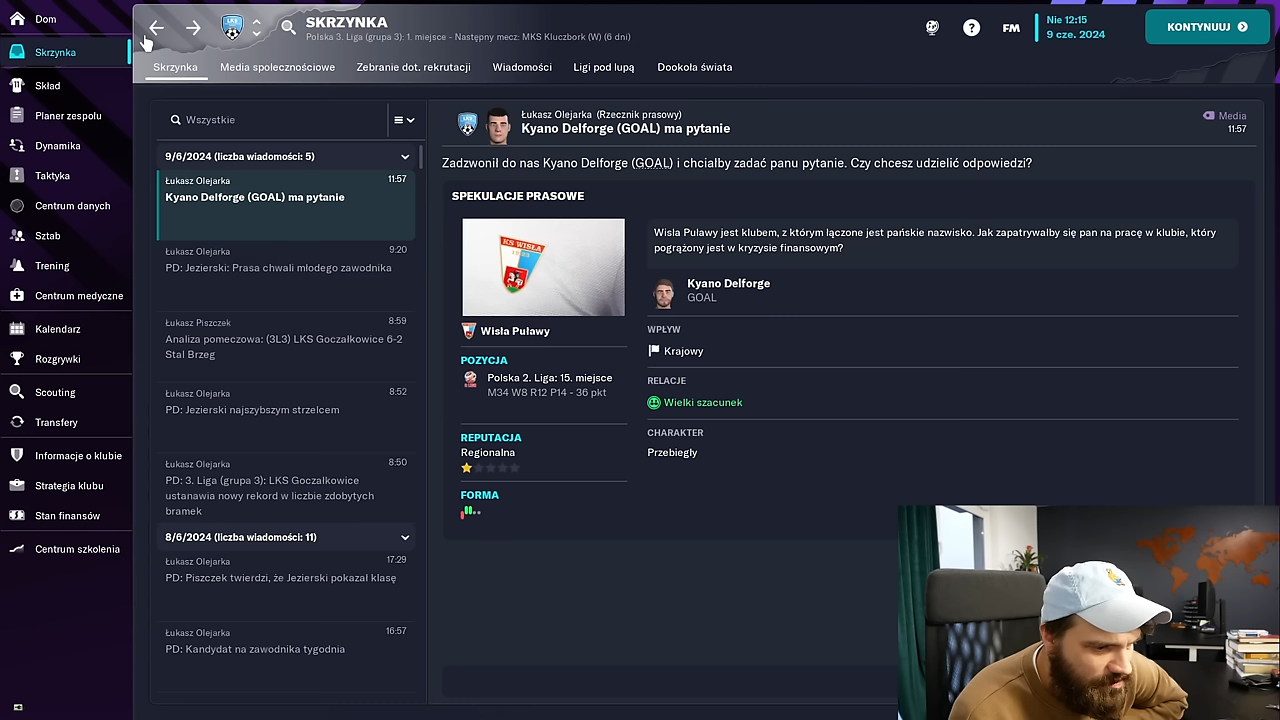 Dom
Skrzynka
Skład
Planer zespołu
Dynamika
Taktyka
Centrum danych
Sztab
Trening
Centrum medyczne
Kalendarz
Rozgrywki
Scouting
Transfery
Informacje o klubie
Strategia klubu
Stan finansów
Centrum szkolenia
SKRZYNKA
Polska 3. Liga (grupa 3): 1. miejsce - Następny mecz: MKS Kluczbork (W) (6 dni)
FM
Nie 12:15
9 cze. 2024
KONTYNUUJ
Skrzynka
Media społecznościowe
Zebranie dot. rekrutacji
Wiadomości
Ligi pod lupą
Dookoła świata
Wszystkie
9/6/2024 (liczba wiadomości: 5)
Łukasz Olejarka 11:57
Kyano Delforge (GOAL) ma pytanie
Łukasz Olejarka 9:20
PD: Jezierski: Prasa chwali młodego zawodnika
Łukasz Piszczek 8:59
Analiza pomeczowa: (3L3) LKS Goczałkowice 6-2
Stal Brzeg
Łukasz Olejarka 8:52
PD: Jezierski najszybszym strzelcem
Łukasz Olejarka 8:50
PD: 3. Liga (grupa 3): LKS Goczałkowice
ustanawia nowy rekord w liczbie zdobytych
bramek
8/6/2024 (liczba wiadomości: 11)
Łukasz Olejarka 17:29
PD: Piszczek twierdzi, że Jezierski pokazał klasę
Łukasz Olejarka 16:57
PD: Kandydat na zawodnika tygodnia
Łukasz Olejarka (Rzecznik prasowy)
Kyano Delforge (GOAL) ma pytanie
Media
11:57
Zadzwonił do nas Kyano Delforge (GOAL) i chciałby zadać panu pytanie. Czy chcesz udzielić odpowiedzi?
SPEKULACJE PRASOWE
KS WISŁA
Wisła Puławy
POZYCJA
Polska 2. Liga: 15. miejsce
M34 W8 R12 P14 - 36 pkt
REPUTACJA
Regionalna
FORMA
Wisła Puławy jest klubem, z którym łączone jest pańskie nazwisko. Jak zapatrywałby się pan na pracę w klubie, który
pogrążony jest w kryzysie finansowym?
Kyano Delforge
GOAL
WPŁYW
Krajowy
RELACJE
Wielki szacunek
CHARAKTER
Przebiegły